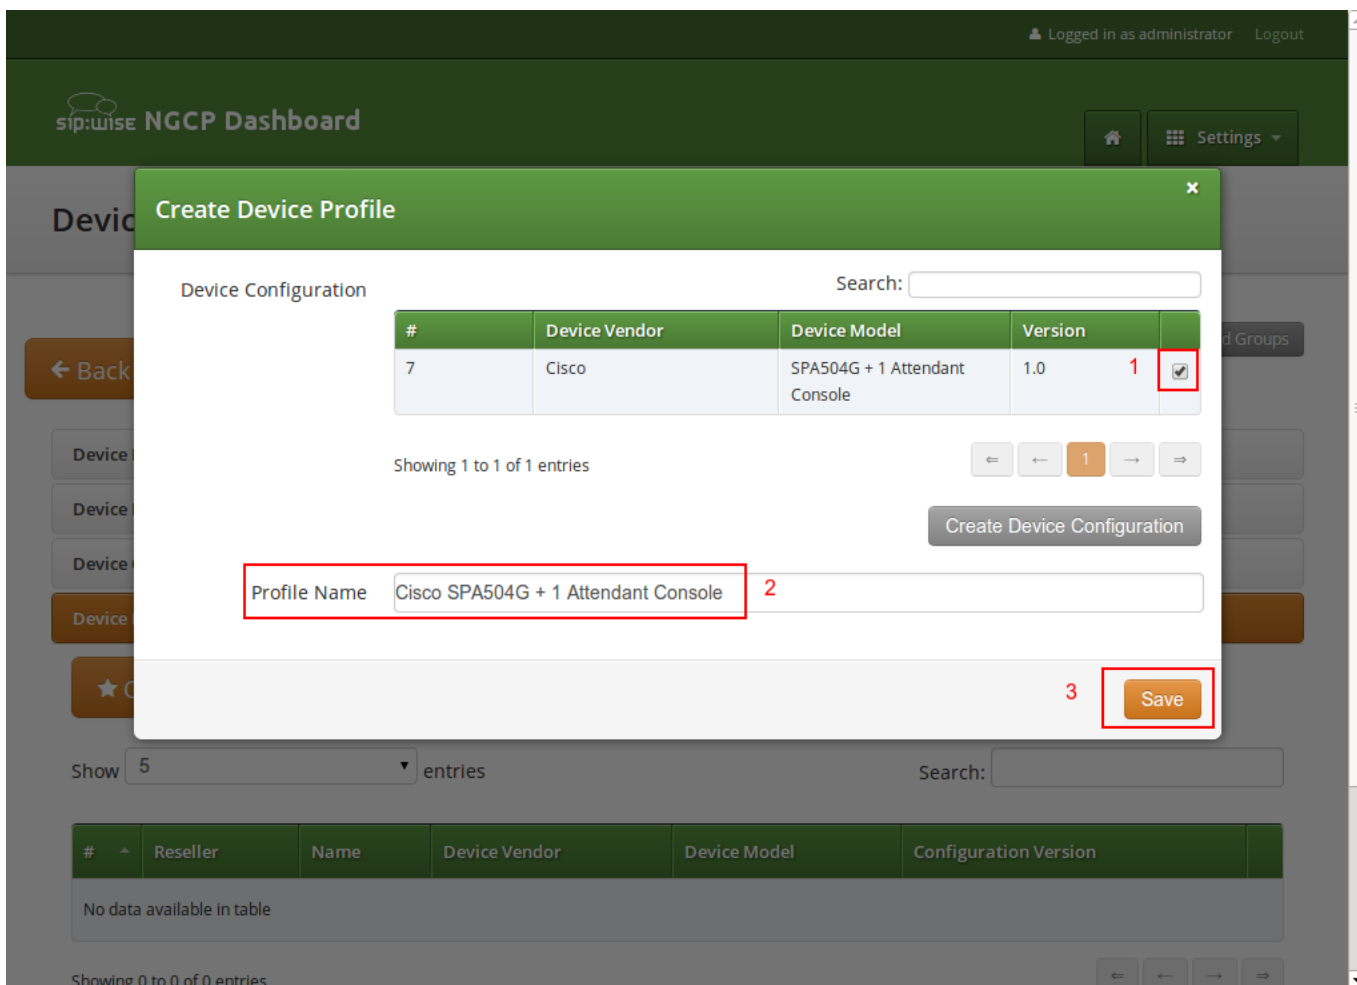 Logged in as administrator Logout
sip:wise NGCP Dashboard
Settings
Devic
Create Device Profile ×
Device Configuration
Search:
# Device Vendor Device Model Version
7 Cisco SPA504G + 1 Attendant Console 1.0 1
d Groups
← Back
Showing 1 to 1 of 1 entries
⇐ ← 1 → ⇒
Device
Create Device Configuration
Device
Device
Profile Name Cisco SPA504G + 1 Attendant Console 2
Device
3 Save
Show 5 entries
Search:
# Reseller Name Device Vendor Device Model Configuration Version
No data available in table
Showing 0 to 0 of 0 entries
⇐ ← → ⇒